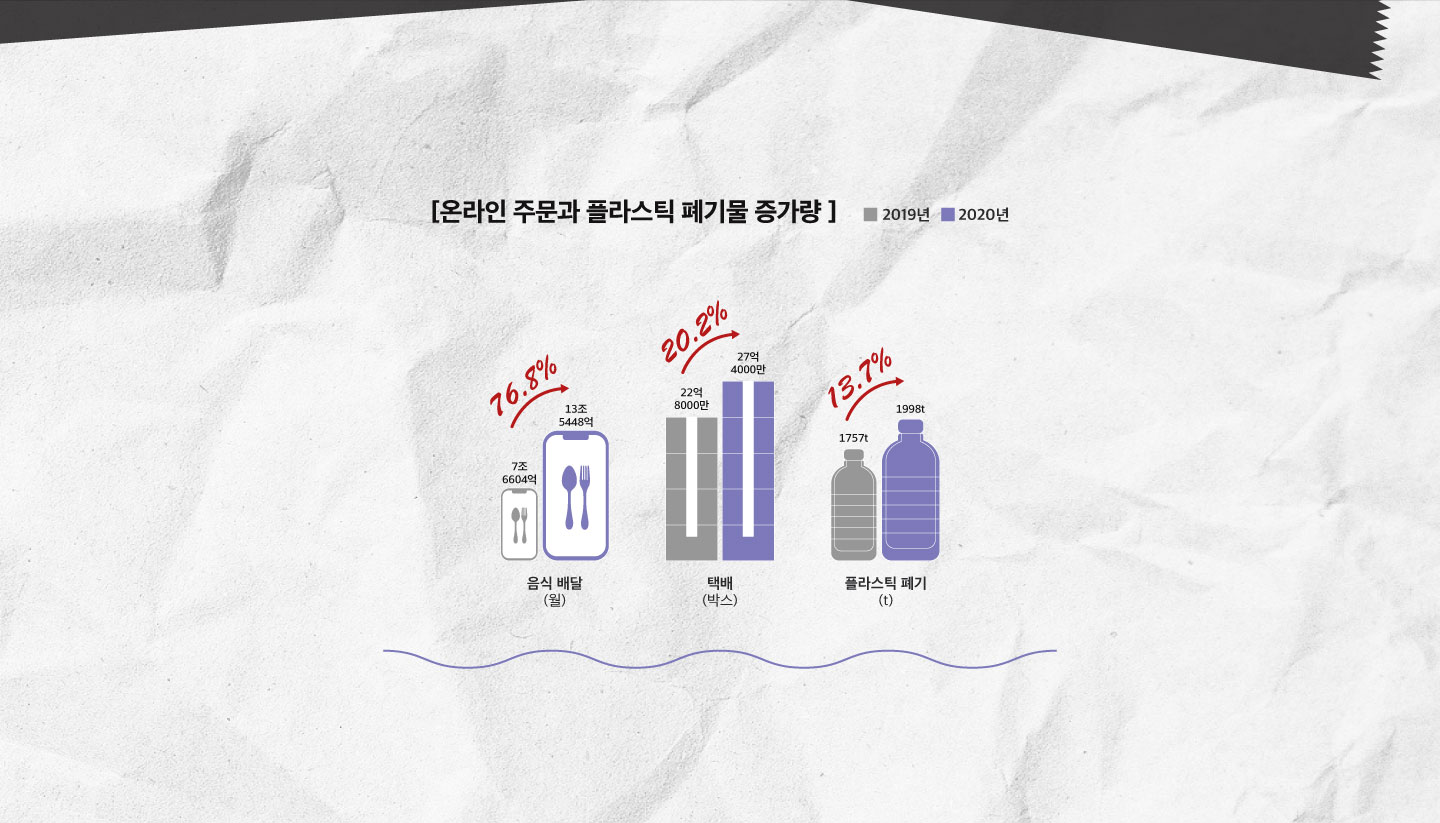 [온라인 주문과 플라스틱 폐기물 증가량 ]
2019년 2020년
76.8%
13조
5448억
7조
6604억
음식 배달
(월)
20.2%
27억
4000만
22억
8000만
택배
(박스)
13.7%
1998t
1757t
플라스틱 폐기
(t)